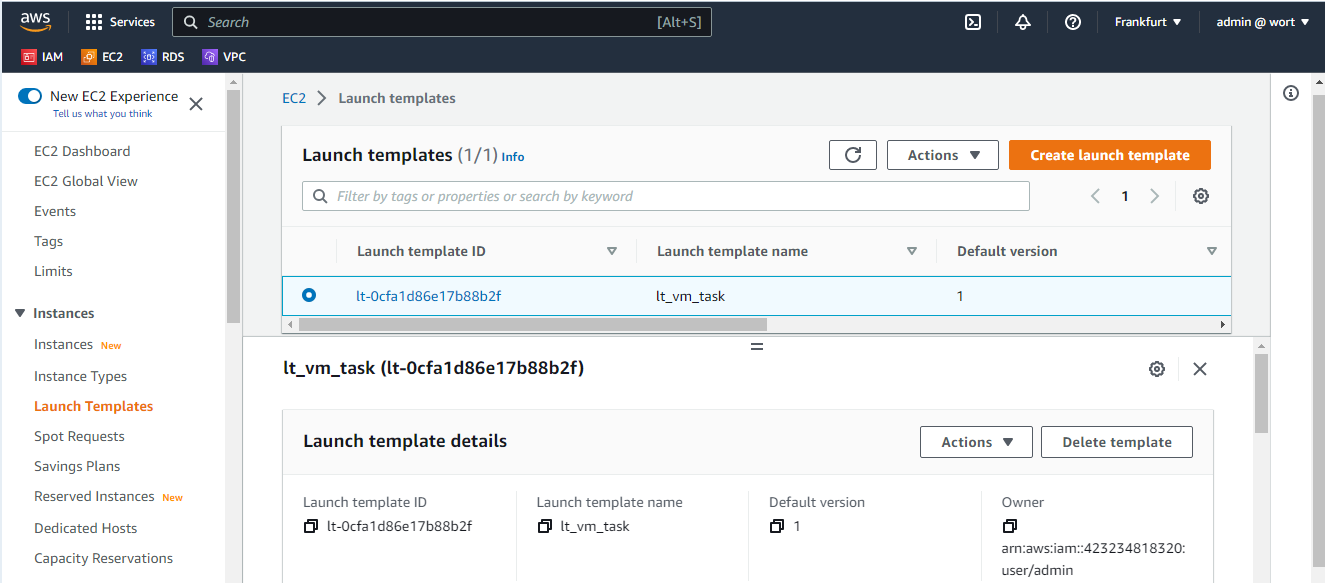 aws Services Search [Alt+S] Frankfurt admin @ wort
IAM EC2 RDS VPC
New EC2 Experience
Tell us what you think
EC2 Dashboard
EC2 Global View
Events
Tags
Limits
Instances
Instances New
Instance Types
Launch Templates
Spot Requests
Savings Plans
Reserved Instances New
Dedicated Hosts
Capacity Reservations
EC2 Launch templates
Launch templates (1/1) Info Actions Create launch template
Filter by tags or properties or search by keyword 1
Launch template ID Launch template name Default version
lt-0cfa1d86e17b88b2f lt_vm_task 1
lt_vm_task (lt-0cfa1d86e17b88b2f)
Launch template details Actions Delete template
Launch template ID Launch template name Default version Owner
lt-0cfa1d86e17b88b2f lt_vm_task 1
arn:aws:iam::423234818320:
user/admin